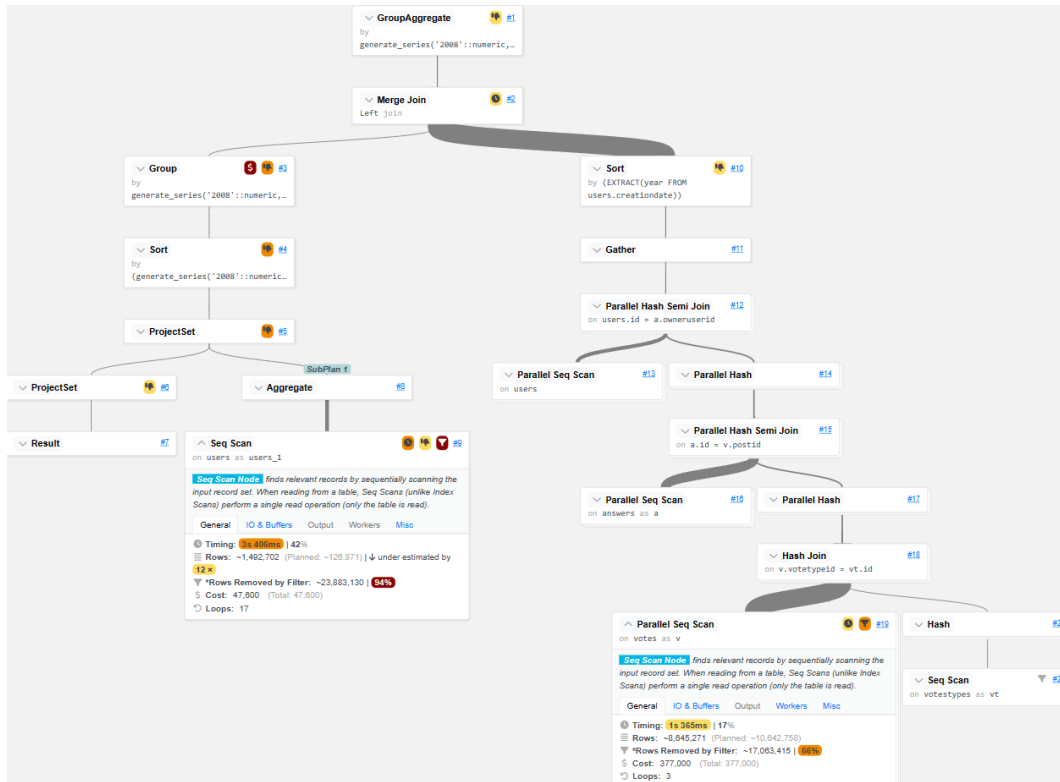 GroupAggregate #1
by
generate_series('2008'::numeric,…
Merge Join #2
Left join
Group $ #3
by
generate_series('2008'::numeric,…
Sort #10
by (EXTRACT(year FROM
users.creationdate))
Sort #4
by
(generate_series('2008'::numeric…
Gather #11
Parallel Hash Semi Join #12
on users.id = a.owneruserid
ProjectSet #5
SubPlan 1
ProjectSet #6
Aggregate #8
Parallel Seq Scan #13
on users
Parallel Hash #14
Result #7
Seq Scan #9
on users as users_1
Seq Scan Node finds relevant records by sequentially scanning the
input record set. When reading from a table, Seq Scans (unlike Index
Scans) perform a single read operation (only the table is read).
General IO & Buffers Output Workers Misc
Timing: 3s 406ms | 42%
Rows: ~1,492,702 (Planned: ~126,871) | under estimated by
12 ×
*Rows Removed by Filter: ~23,883,130 | 94%
$ Cost: 47,600 (Total: 47,600)
Loops: 17
Parallel Hash Semi Join #15
on a.id = v.postid
Parallel Seq Scan #16
on answers as a
Parallel Hash #17
Hash Join #18
on v.votetypeid = vt.id
Parallel Seq Scan #19
on votes as v
Seq Scan Node finds relevant records by sequentially scanning the
input record set. When reading from a table, Seq Scans (unlike Index
Scans) perform a single read operation (only the table is read).
General IO & Buffers Output Workers Misc
Timing: 1s 365ms | 17%
Rows: ~8,645,271 (Planned: ~10,642,758)
*Rows Removed by Filter: ~17,063,415 | 66%
$ Cost: 377,000 (Total: 377,000)
Loops: 3
Hash
Seq Scan
on votestypes as vt